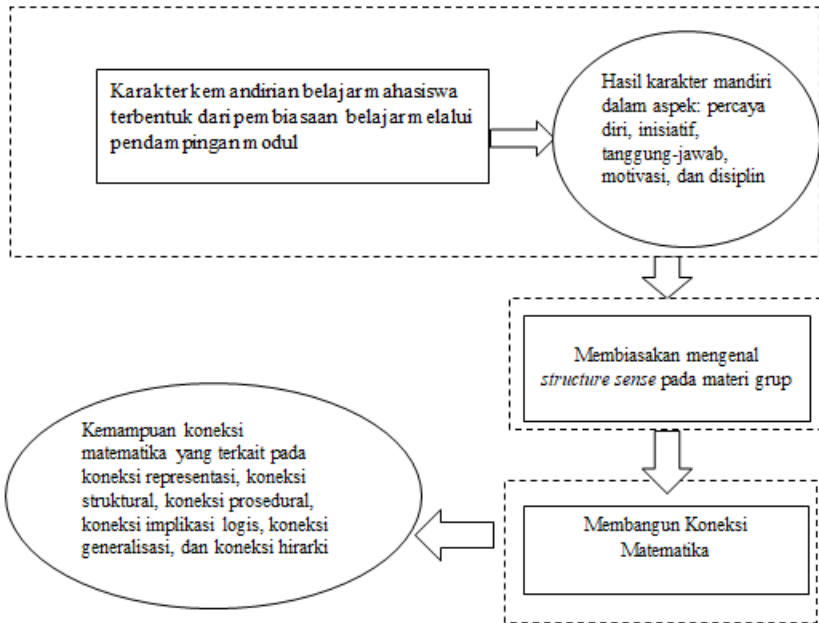 Karakter kemandirian belajar mahasiswa
terbentuk dari pembiasaan belajar melalui
pendampingan modul
Hasil karakter mandiri
dalam aspek: percaya
diri, inisiatif,
tanggung-jawab,
motivasi, dan disiplin
Membiasakan mengenal
structure sense pada materi grup
Kemampuan koneksi
matematika yang terkait pada
koneksi representasi, koneksi
struktural, koneksi prosedural,
koneksi implikasi logis, koneksi
generalisasi, dan koneksi hirarki
Membangun Koneksi
Matematika